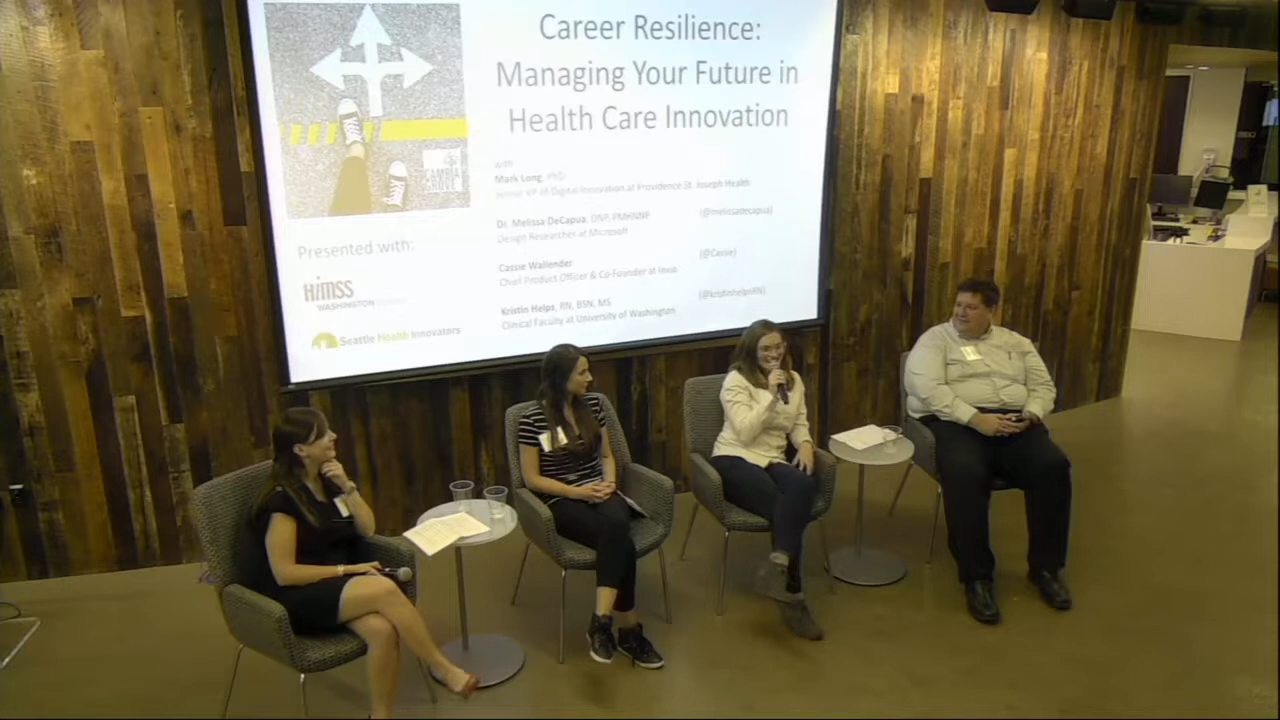 Career Resilience:
Managing Your Future in
Health Care Innovation
CAMBIA
GROVE
with
Mark Long, PhD
Senior VP of Digital Innovation at Providence St. Joseph Health
Dr. Melissa DeCapua, DNP, PMHNP (@melissadecapua)
Design Researcher at Microsoft
Cassie Wallender (@Cassie)
Chief Product Officer & Co-Founder at
Kristin Helps, RN, BSN, MS (@kristinhelpsRN)
Clinical Faculty at University of Washington
Presented with:
HIMSS
WASHINGTON
Seattle Health Innovators